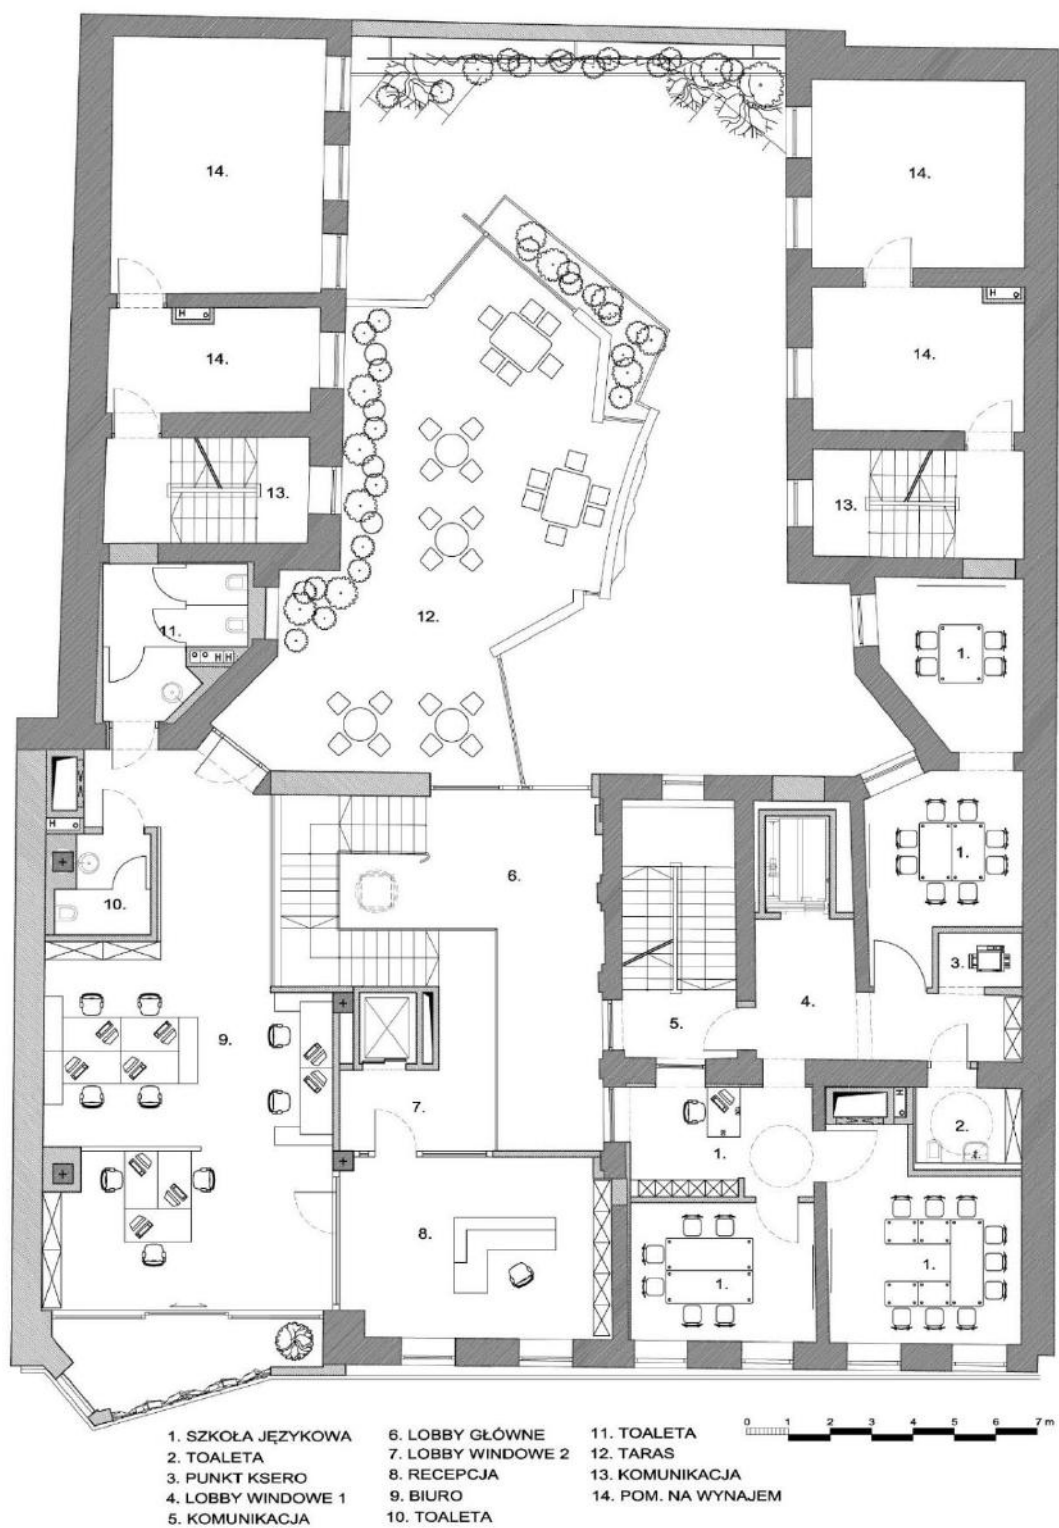 14.
14.
H
14.
H
14.
13.
13.
11.
H H
12.
1.
H
6.
1.
10.
3.
9.
5.
4.
7.
H
1.
2.
8.
1.
1.
0 1 2 3 4 5 6 7 m
1. SZKOŁA JĘZYKOWA
2. TOALETA
3. PUNKT KSERO
4. LOBBY WINDOWE 1
5. KOMUNIKACJA
6. LOBBY GŁÓWNE
7. LOBBY WINDOWE 2
8. RECEPCJA
9. BIURO
10. TOALETA
11. TOALETA
12. TARAS
13. KOMUNIKACJA
14. POM. NA WYNAJEM